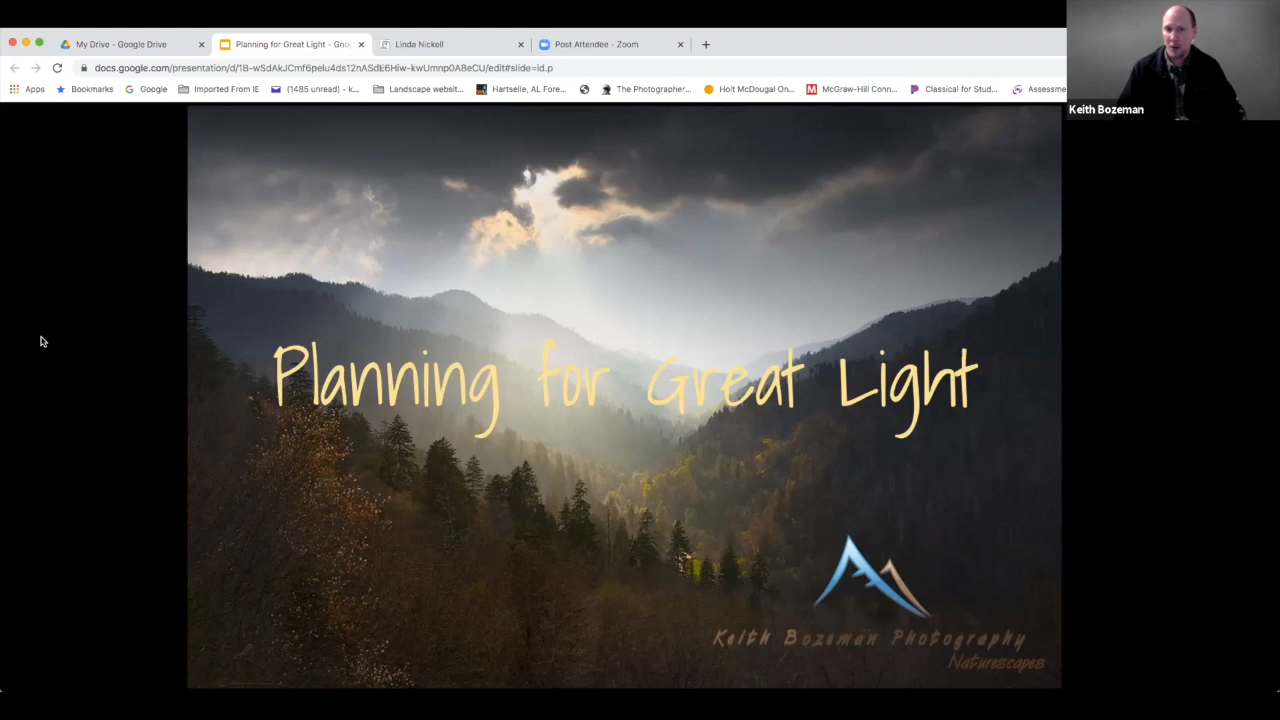 My Drive - Google Drive
Planning for Great Light - Goo
Linda Nickell
Post Attendee - Zoom
docs.google.com/presentation/d/1B-wSdAkJCmf6pelu4ds12nASdE6Hiw-kwUmnp0A8eCU/edit#slide=id.p
Apps
Bookmarks
Google
Imported From IE
(1485 unread) - k...
Landscape websit...
Hartselle, AL Fore...
The Photographer...
Holt McDougal On...
McGraw-Hill Conn...
Classical for Stud...
Assessme
Keith Bozeman
Planning for Great Light
Keith Bozeman Photography
Naturescapes